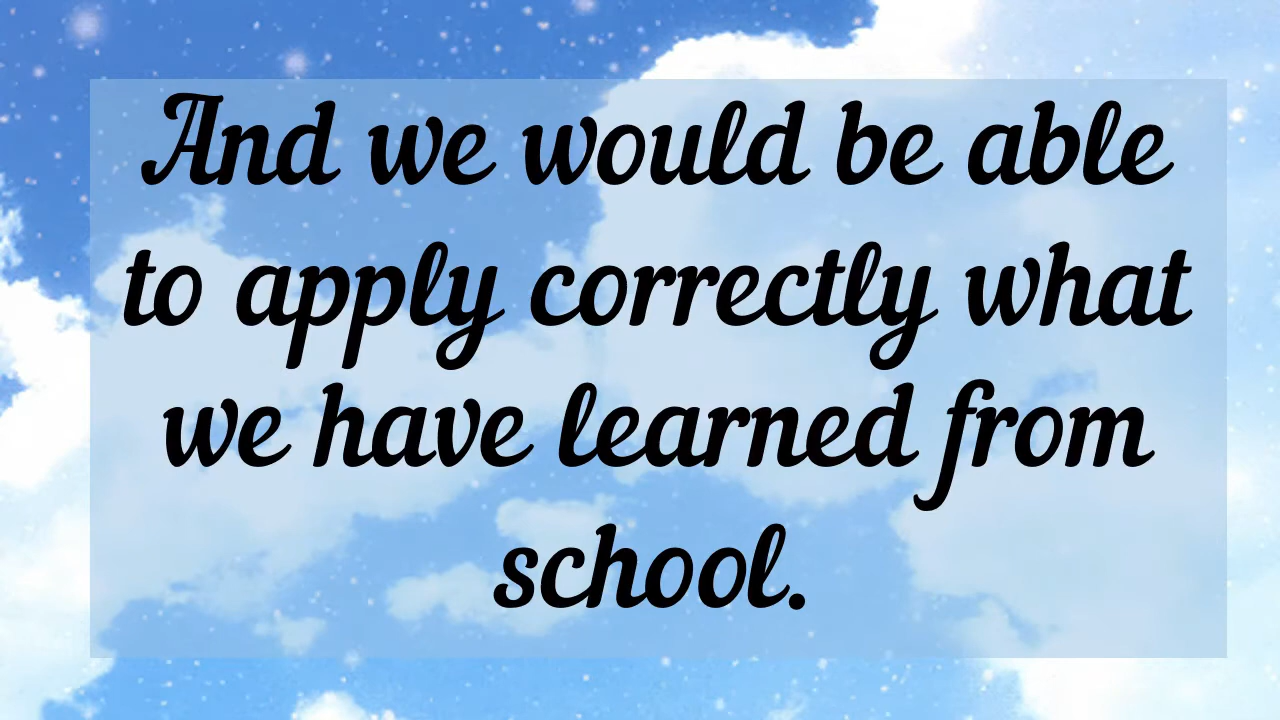 And we would be able
to apply correctly what
we have learned from
school.